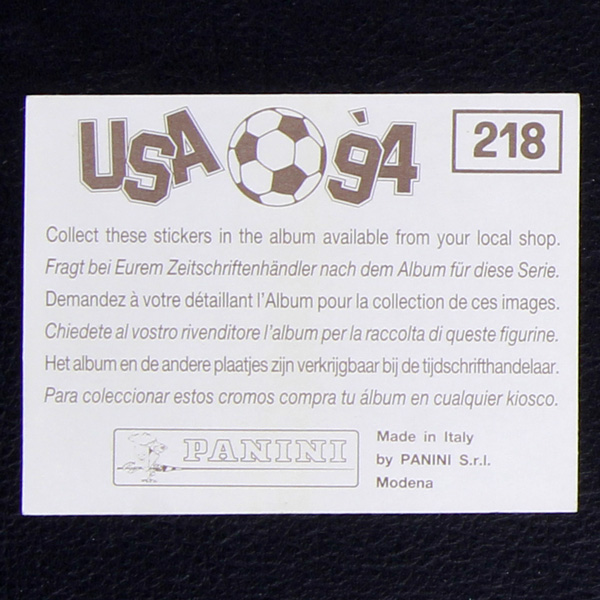 USA '94
218
Collect these stickers in the album available from your local shop.
Fragt bei Eurem Zeitschriftenhändler nach dem Album für diese Serie.
Demandez à votre détaillant l'Album pour la collection de ces images.
Chiedete al vostro rivenditore l'album per la raccolta di queste figurine.
Het album en de andere plaatjes zijn verkrijgbaar bij de tijdschrifthandelaar.
Para coleccionar estos cromos compra tu álbum en cualquier kiosco.
PANINI
Made in Italy
by PANINI S.r.l.
Modena